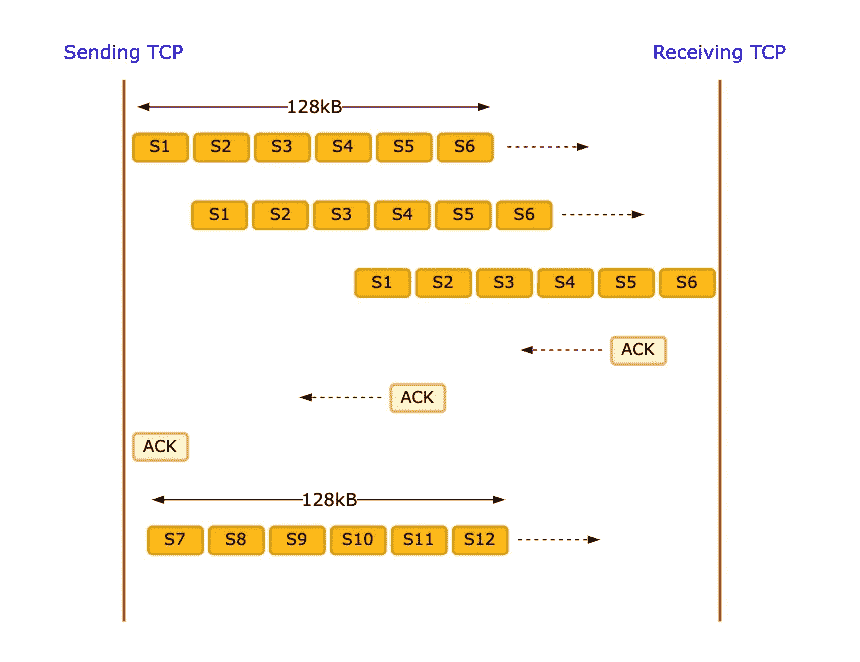 Sending TCP Receiving TCP
128kB
S1 S2 S3 S4 S5 S6
S1 S2 S3 S4 S5 S6
S1 S2 S3 S4 S5 S6
ACK
ACK
ACK
128kB
S7 S8 S9 S10 S11 S12